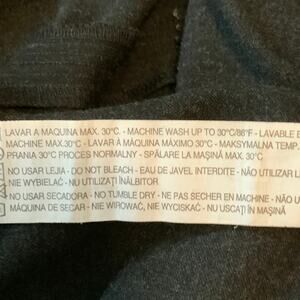 LAVAR A MAQUINA MAX. 30°C - MACHINE WASH UP TO 30°C/86°F - LAVABLE E
MACHINE MAX.30°C - LAVAR Á MÁQUINA MÁXIMO 30°C - MAKSYMALNA TEMP.
PRANIA 30°C PROCES NORMALNY - SPĂLARE LA MAȘINĂ MAX. 30°C
NO USAR LEJIA - DO NOT BLEACH - EAU DE JAVEL INTERDITE - NÃO UTILIZAR L
NIE WYBIELAĆ - NU UTILIZAȚI ÎNĂLBITOR
NO USAR SECADORA - NO TUMBLE DRY - NE PAS SECHER EN MACHINE - NÃO U
MÁQUINA DE SECAR - NIE WIROWAĆ, NIE WYCISKAĆ - NU USCAȚI ÎN MAȘINĂ